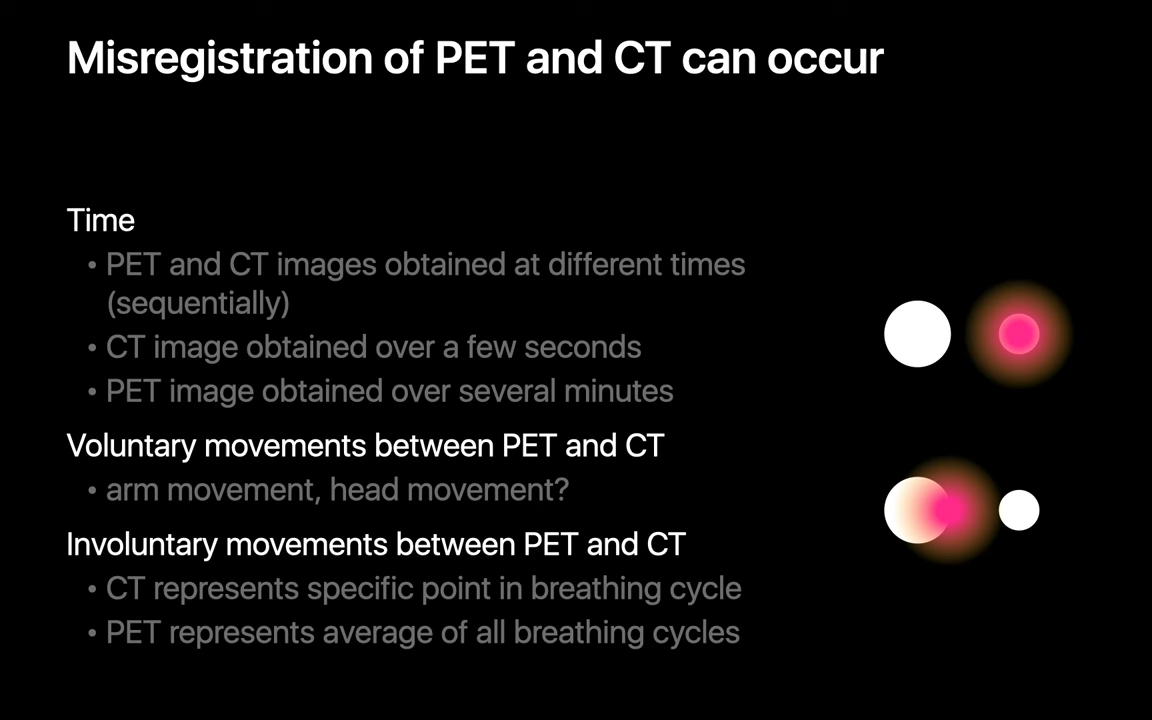 Misregistration of PET and CT can occur
Time
• PET and CT images obtained at different times
(sequentially)
• CT image obtained over a few seconds
• PET image obtained over several minutes
Voluntary movements between PET and CT
• arm movement, head movement?
Involuntary movements between PET and CT
• CT represents specific point in breathing cycle
• PET represents average of all breathing cycles